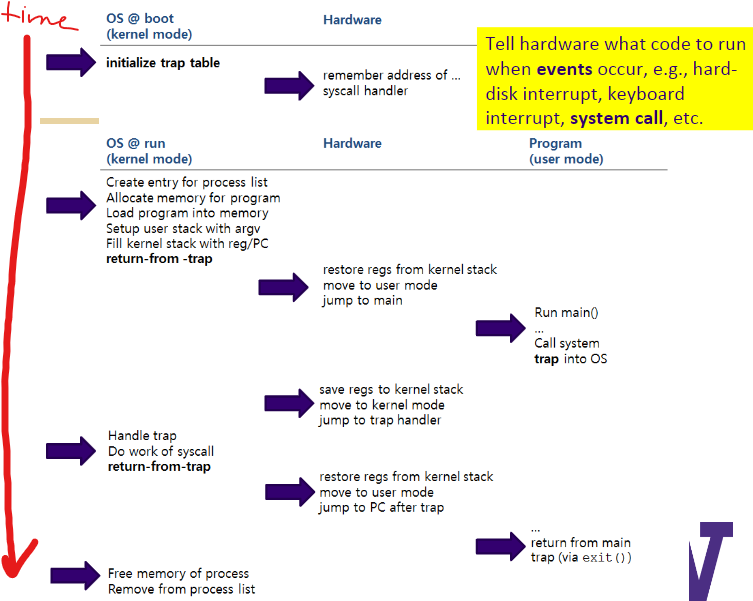 time
OS @ boot
(kernel mode)
Hardware
initialize trap table
remember address of ...
syscall handler
Tell hardware what code to run
when events occur, e.g., hard-
disk interrupt, keyboard
interrupt, system call, etc.
OS @ run
(kernel mode)
Hardware
Program
(user mode)
Create entry for process list
Allocate memory for program
Load program into memory
Setup user stack with argv
Fill kernel stack with reg/PC
return-from -trap
restore regs from kernel stack
move to user mode
jump to main
Run main()
...
Call system
trap into OS
save regs to kernel stack
move to kernel mode
jump to trap handler
Handle trap
Do work of syscall
return-from-trap
restore regs from kernel stack
move to user mode
jump to PC after trap
...
return from main
trap (via exit())
Free memory of process
Remove from process list